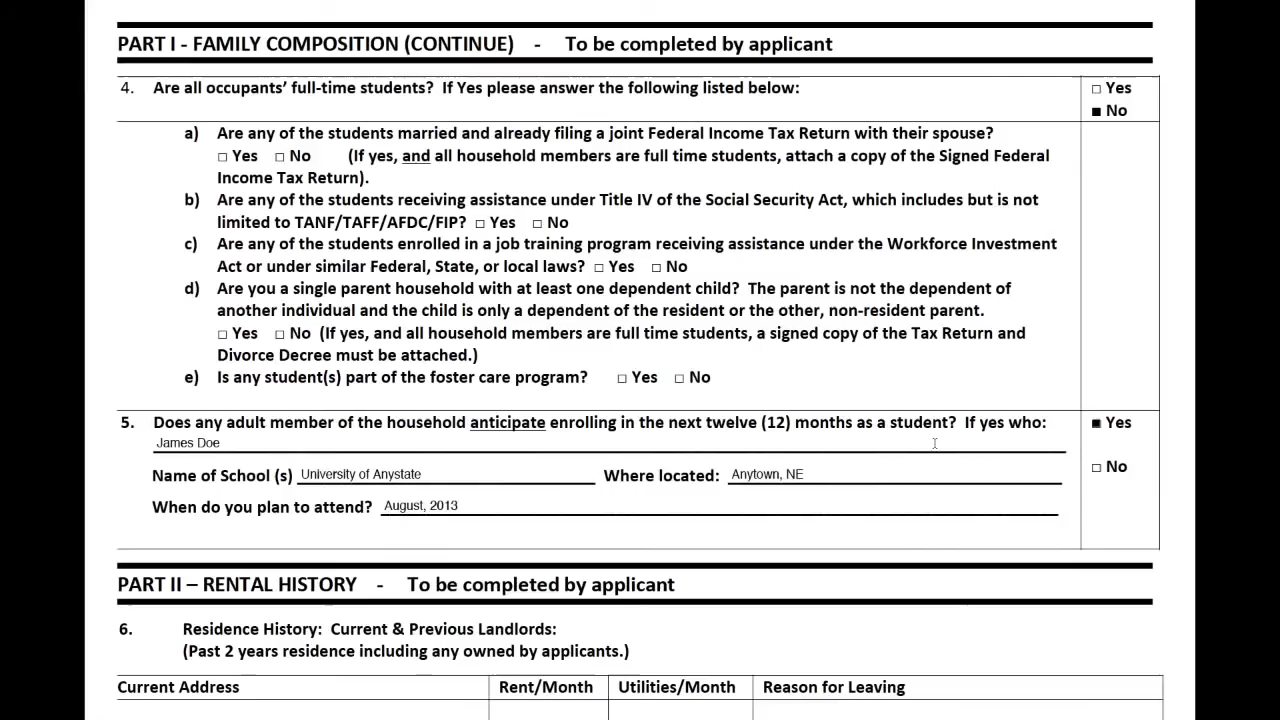 PART I - FAMILY COMPOSITION (CONTINUE) - To be completed by applicant
4. Are all occupants’ full-time students? If Yes please answer the following listed below:
□ Yes
■ No
a) Are any of the students married and already filing a joint Federal Income Tax Return with their spouse?
□ Yes □ No (If yes, and all household members are full time students, attach a copy of the Signed Federal
Income Tax Return).
b) Are any of the students receiving assistance under Title IV of the Social Security Act, which includes but is not
limited to TANF/TAFF/AFDC/FIP? □ Yes □ No
c) Are any of the students enrolled in a job training program receiving assistance under the Workforce Investment
Act or under similar Federal, State, or local laws? □ Yes □ No
d) Are you a single parent household with at least one dependent child? The parent is not the dependent of
another individual and the child is only a dependent of the resident or the other, non-resident parent.
□ Yes □ No (If yes, and all household members are full time students, a signed copy of the Tax Return and
Divorce Decree must be attached.)
e) Is any student(s) part of the foster care program? □ Yes □ No
5. Does any adult member of the household anticipate enrolling in the next twelve (12) months as a student? If yes who:
■ Yes
James Doe
□ No
Name of School (s) University of Anystate Where located: Anytown, NE
When do you plan to attend? August, 2013
PART II – RENTAL HISTORY - To be completed by applicant
6. Residence History: Current & Previous Landlords:
(Past 2 years residence including any owned by applicants.)
Current Address Rent/Month Utilities/Month Reason for Leaving